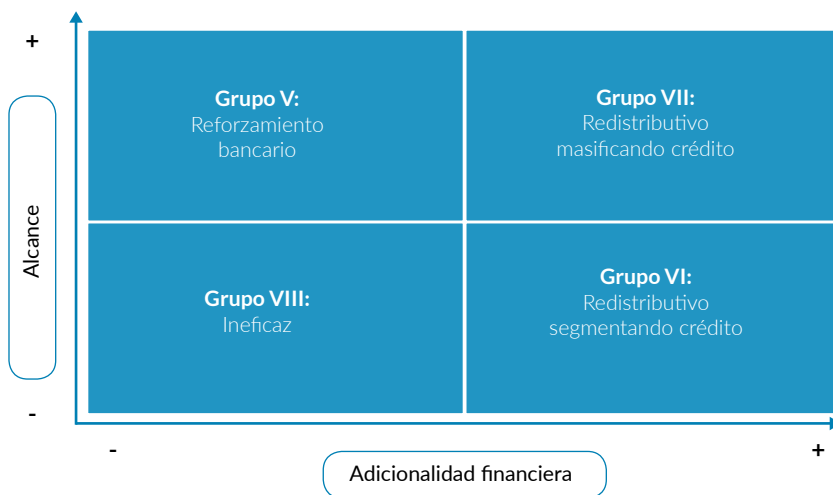 +
Grupo V:
Reforzamiento
bancario
Grupo VII:
Redistributivo
masificando crédito
Alcance
Grupo VIII:
Ineficaz
Grupo VI:
Redistributivo
segmentando crédito
-
-
+
Adicionalidad financiera